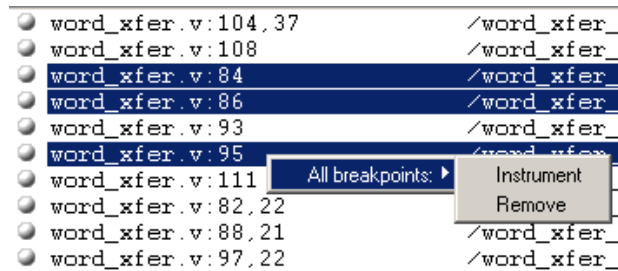 word_xfer.v:104,37 /word_xfer_
word_xfer.v:108 /word_xfer_
word_xfer.v:84 /word_xfer_
word_xfer.v:86 /word_xfer_
word_xfer.v:93 /word_xfer_
word_xfer.v:95 /word_xfer_
word_xfer.v:111 All breakpoints: Instrument
word_xfer.v:82,22 Remove
word_xfer.v:88,21 /word_xfer_
word_xfer.v:97,22 /word_xfer_